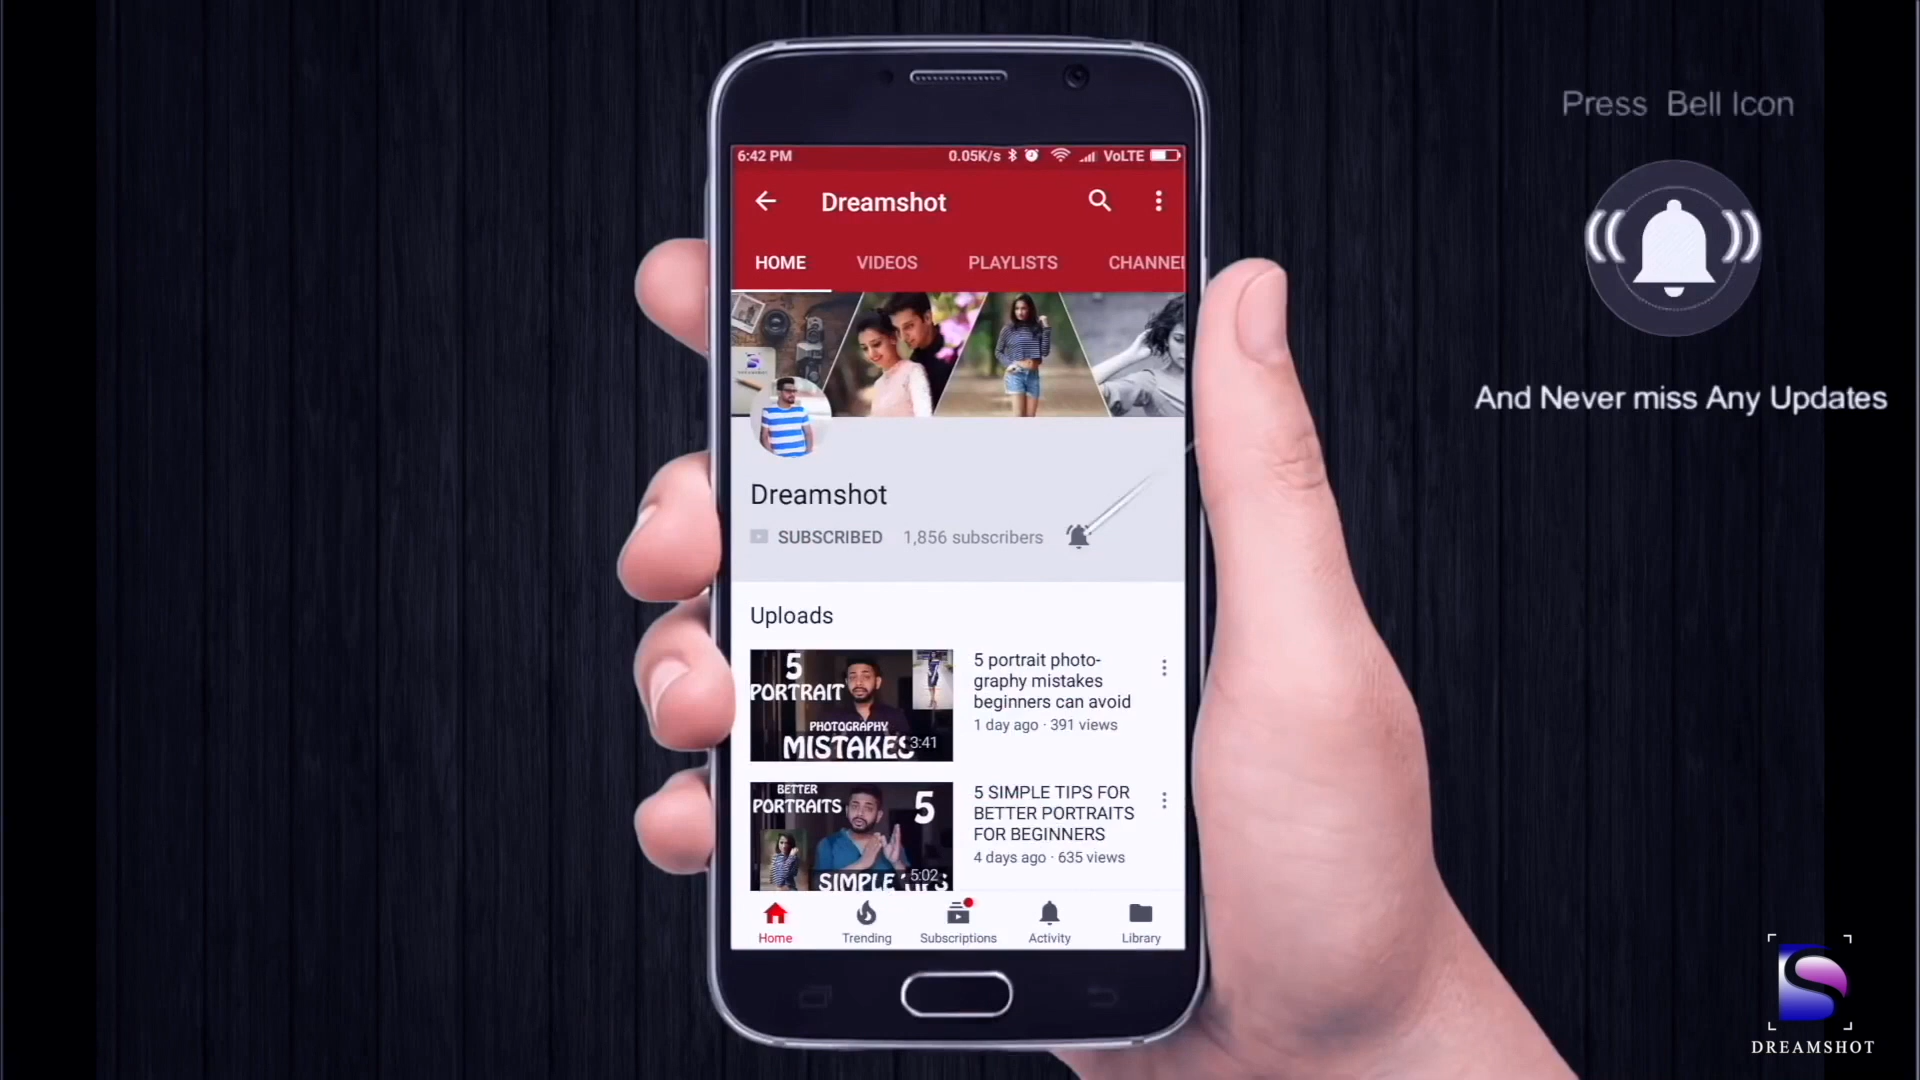 Press Bell Icon
And Never miss Any Updates
6:42 PM
0.05K/s
VoLTE
Dreamshot
HOME
VIDEOS
PLAYLISTS
CHANNEL
Dreamshot
SUBSCRIBED
1,856 subscribers
Uploads
5
PORTRAIT
PHOTOGRAPHY
MISTAKES
3:41
5 portrait photo-
graphy mistakes
beginners can avoid
1 day ago · 391 views
BETTER
PORTRAITS
5
SIMPLE TIPS
5:02
5 SIMPLE TIPS FOR
BETTER PORTRAITS
FOR BEGINNERS
4 days ago · 635 views
Home
Trending
Subscriptions
Activity
Library
DREAMSHOT